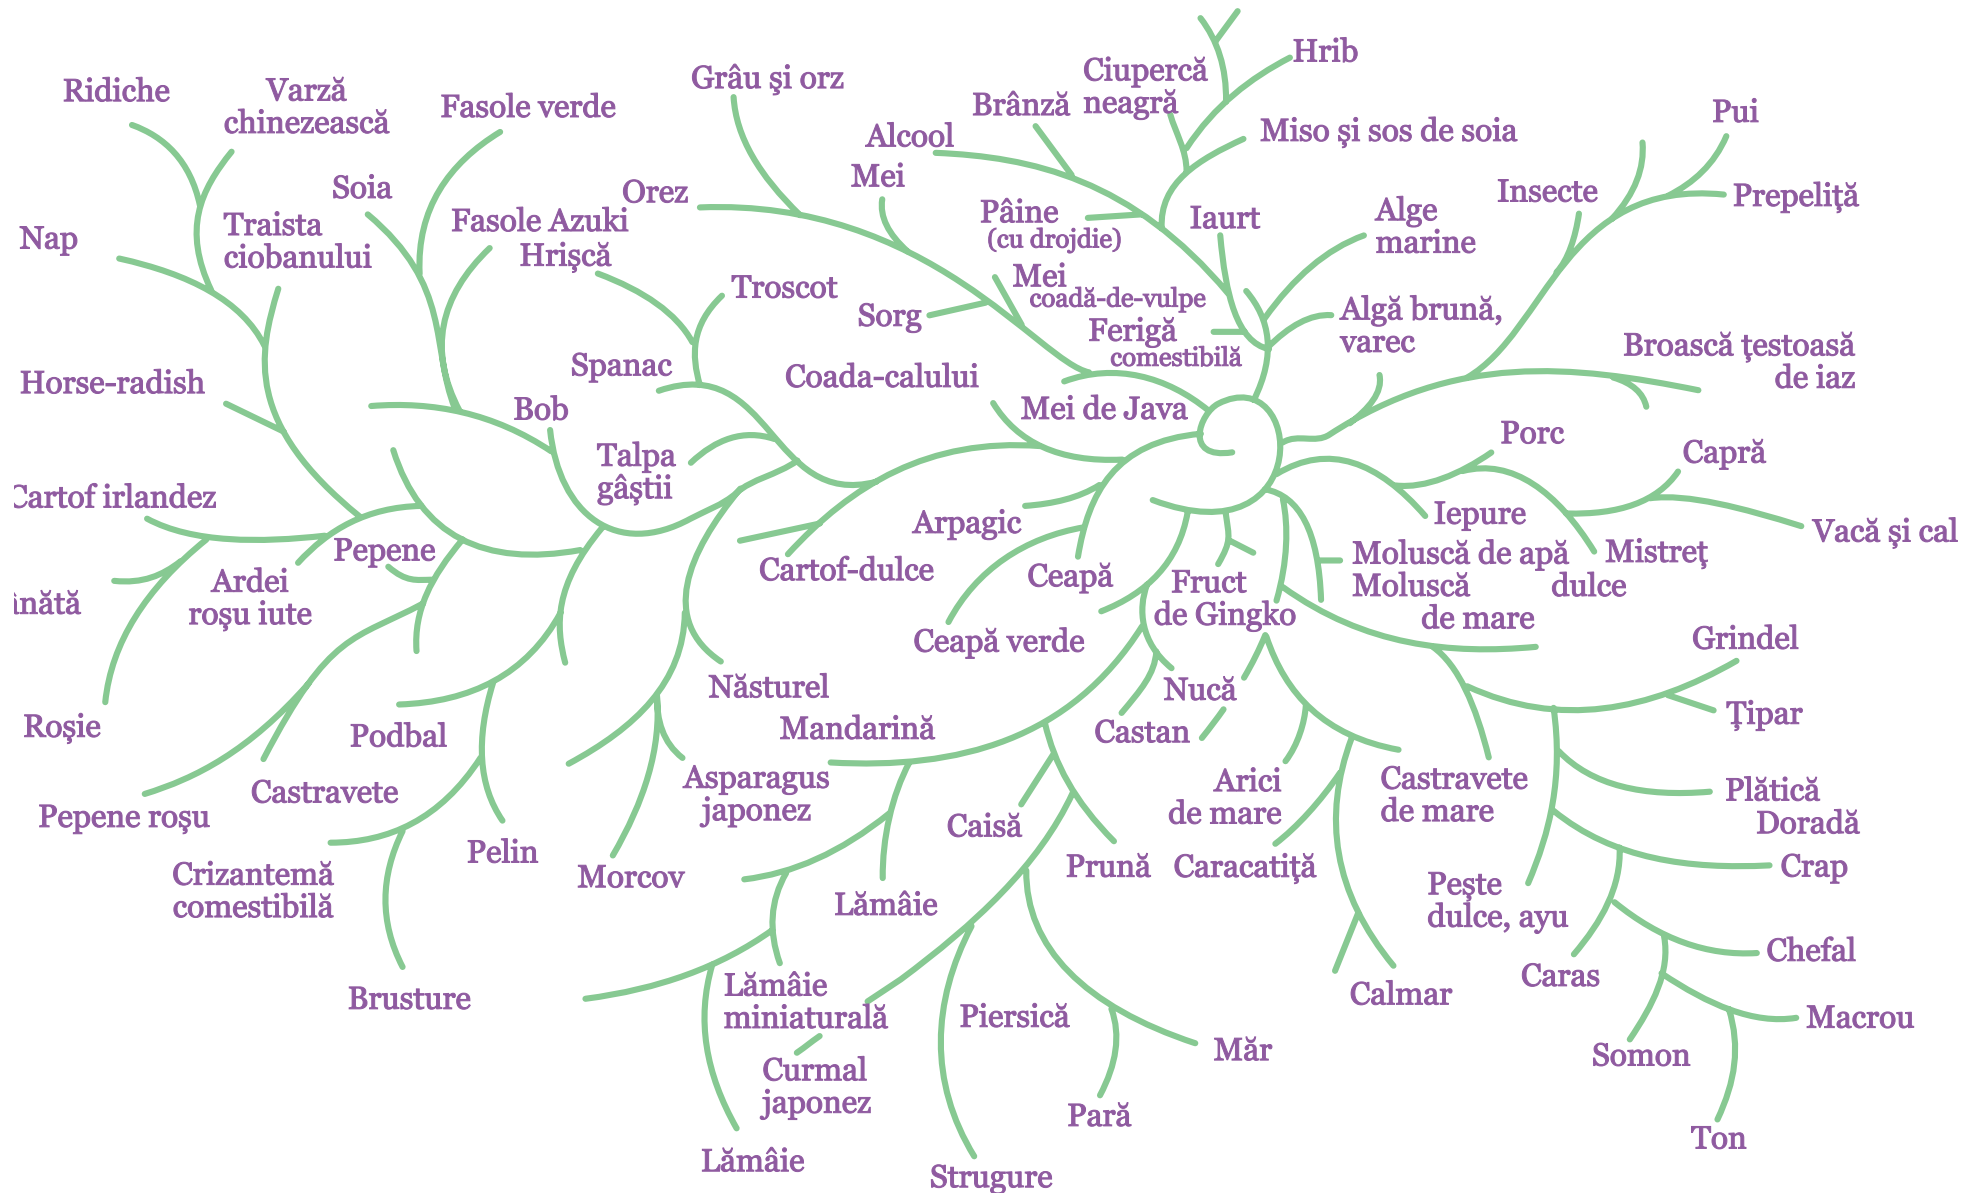 Ridiche
Varză
chinezească
Fasole verde
Grâu şi orz
Ciupercă
neagră
Hrib
Brânză
Alcool
Miso şi sos de soia
Pui
Soia
Orez
Mei
Insecte
Prepeliţă
Nap
Traista
ciobanului
Fasole Azuki
Hrişcă
Pâine
(cu drojdie)
Iaurt
Alge
marine
Troscot
Mei
coadă-de-vulpe
Sorg
Ferigă
comestibilă
Algă brună,
varec
Broască ţestoasă
de iaz
Horse-radish
Spanac
Coada-calului
Bob
Mei de Java
Porc
Capră
Talpa
gâştii
Cartof irlandez
Arpagic
Iepure
Vacă şi cal
Pepene
Ardei
roşu iute
Cartof-dulce
Ceapă
Fruct
de Gingko
Moluscă de apă
dulce
Moluscă
de mare
Mistreţ
Ceapă verde
Grindel
Năsturel
Nucă
Roşie
Podbal
Mandarină
Castan
Ţipar
Pepene roşu
Castravete
Asparagus
japonez
Caisă
Arici
de mare
Castravete
de mare
Plătică
Doradă
Crizantemă
comestibilă
Pelin
Morcov
Lămâie
Prună
Caracatiţă
Peşte
dulce, ayu
Crap
Brusture
Lămâie
miniaturală
Piersică
Calmar
Caras
Chefal
Curmal
japonez
Măr
Somon
Macrou
Pară
Ton
Lămâie
Strugure